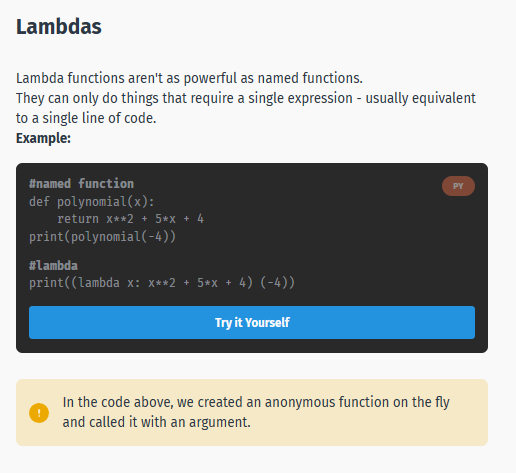 Lambdas
Lambda functions aren't as powerful as named functions.
They can only do things that require a single expression - usually equivalent
to a single line of code.
Example:
#named function
PY
def polynomial(x):
    return x**2 + 5*x + 4
print(polynomial(-4))
#lambda
print((lambda x: x**2 + 5*x + 4) (-4))
Try it Yourself
!
In the code above, we created an anonymous function on the fly
and called it with an argument.